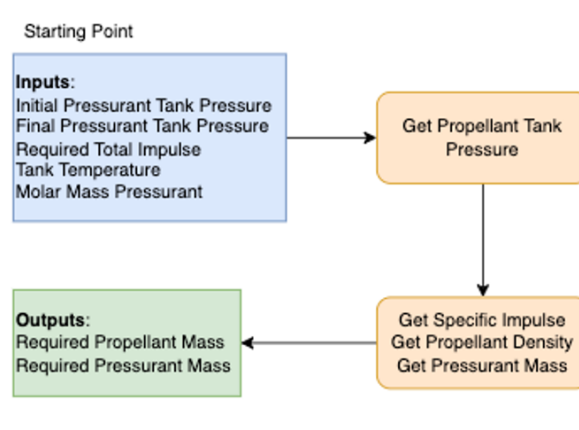 Starting Point
Inputs:
Initial Pressurant Tank Pressure
Final Pressurant Tank Pressure
Required Total Impulse
Tank Temperature
Molar Mass Pressurant
Get Propellant Tank
Pressure
Get Specific Impulse
Get Propellant Density
Get Pressurant Mass
Outputs:
Required Propellant Mass
Required Pressurant Mass